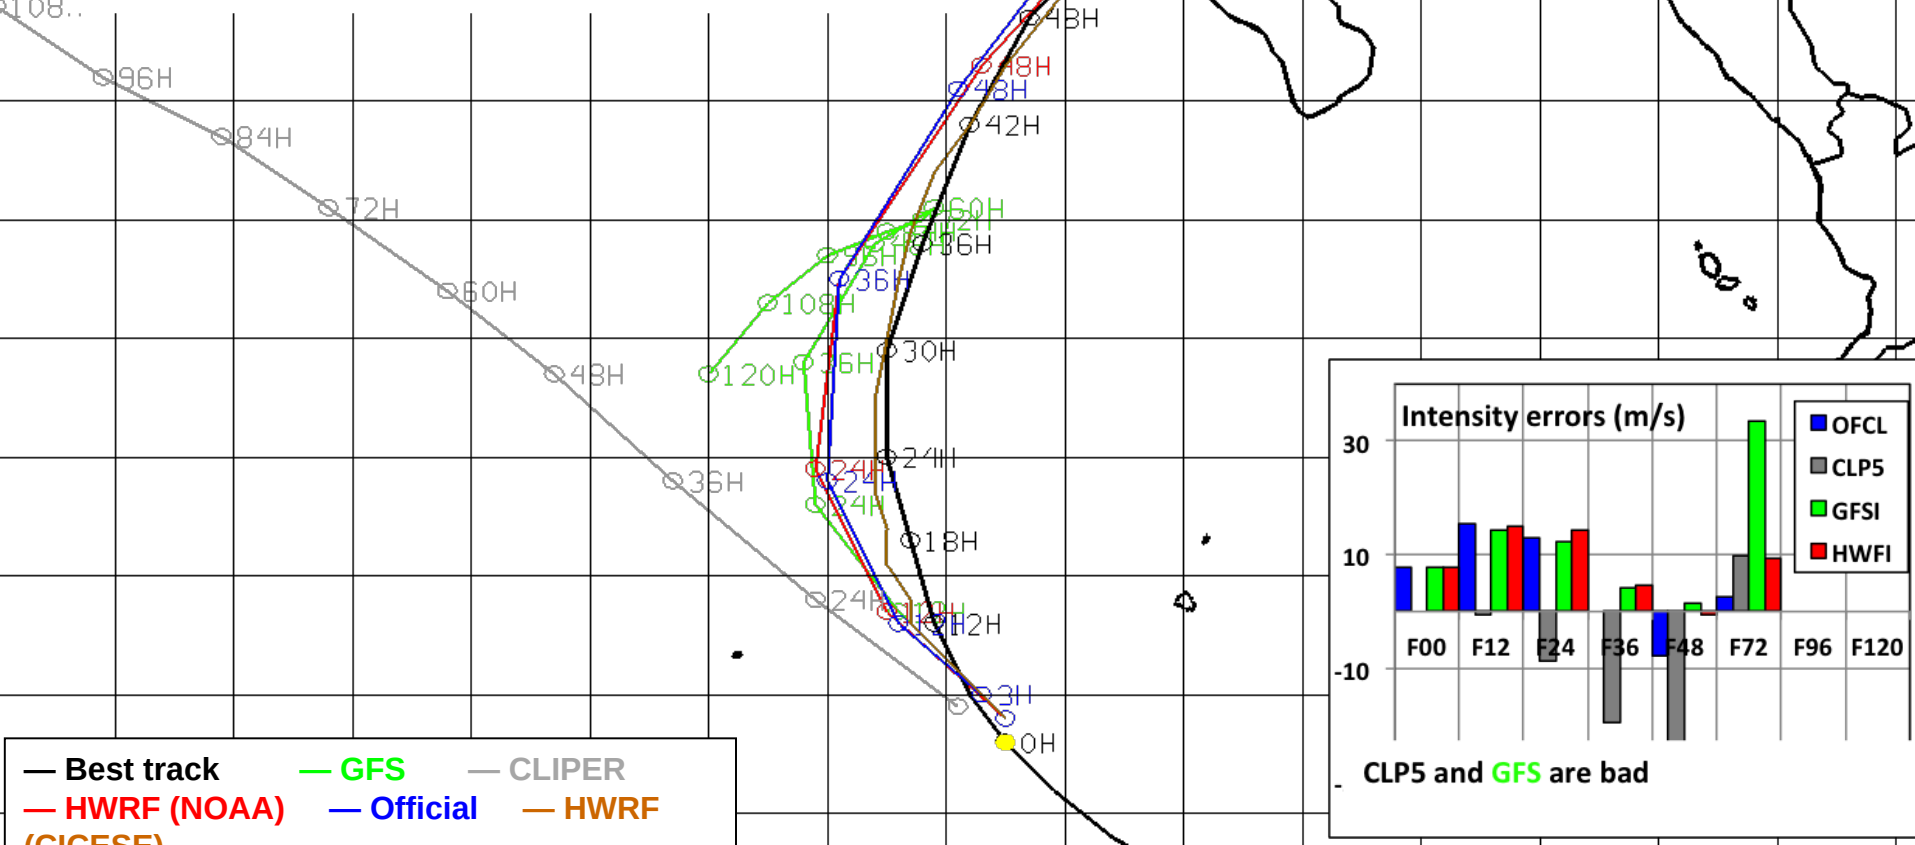 108..
96H
84H
72H
60H
48H
36H
24H
48H
48H
48H
42H
60H
36H
96H
36H
108H
30H
36H
120H
24H
24H
24H
24H
18H
12H
3H
0H
Intensity errors (m/s)
30
10
-10
-
OFCL
CLP5
GFSI
HWFI
F00 F12 F24 F36 F48 F72 F96 F120
CLP5 and GFS are bad
Best track GFS CLIPER
HWRF (NOAA) Official HWRF
(CICESE)